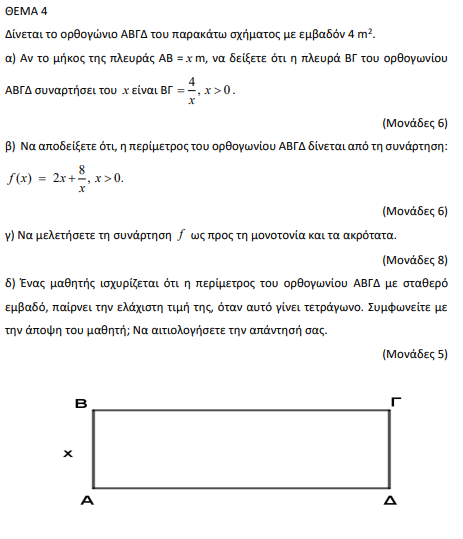 ΘΕΜΑ 4
Δίνεται το ορθογώνιο ΑΒΓΔ του παρακάτω σχήματος με εμβαδόν 4 m².
α) Αν το μήκος της πλευράς ΑΒ = x m, να δείξετε ότι η πλευρά ΒΓ του ορθογωνίου
ΑΒΓΔ συναρτήσει του x είναι ΒΓ = 4/x, x > 0.
(Μονάδες 6)
β) Να αποδείξετε ότι, η περίμετρος του ορθογωνίου ΑΒΓΔ δίνεται από τη συνάρτηση:
f(x) = 2x + 8/x, x > 0.
(Μονάδες 6)
γ) Να μελετήσετε τη συνάρτηση f ως προς τη μονοτονία και τα ακρότατα.
(Μονάδες 8)
δ) Ένας μαθητής ισχυρίζεται ότι η περίμετρος του ορθογωνίου ΑΒΓΔ με σταθερό
εμβαδό, παίρνει την ελάχιστη τιμή της, όταν αυτό γίνει τετράγωνο. Συμφωνείτε με
την άποψη του μαθητή; Να αιτιολογήσετε την απάντησή σας.
(Μονάδες 5)
Β Γ
x
Α Δ